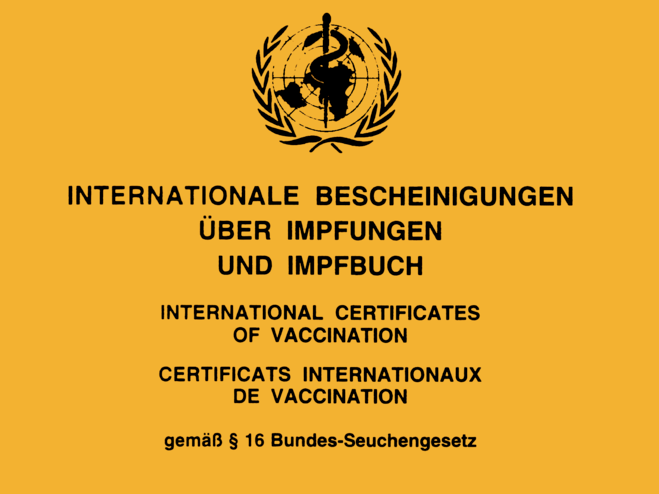 INTERNATIONALE BESCHEINIGUNGEN
ÜBER IMPFUNGEN
UND IMPFBUCH
INTERNATIONAL CERTIFICATES
OF VACCINATION
CERTIFICATS INTERNATIONAUX
DE VACCINATION
gemäß § 16 Bundes-Seuchengesetz